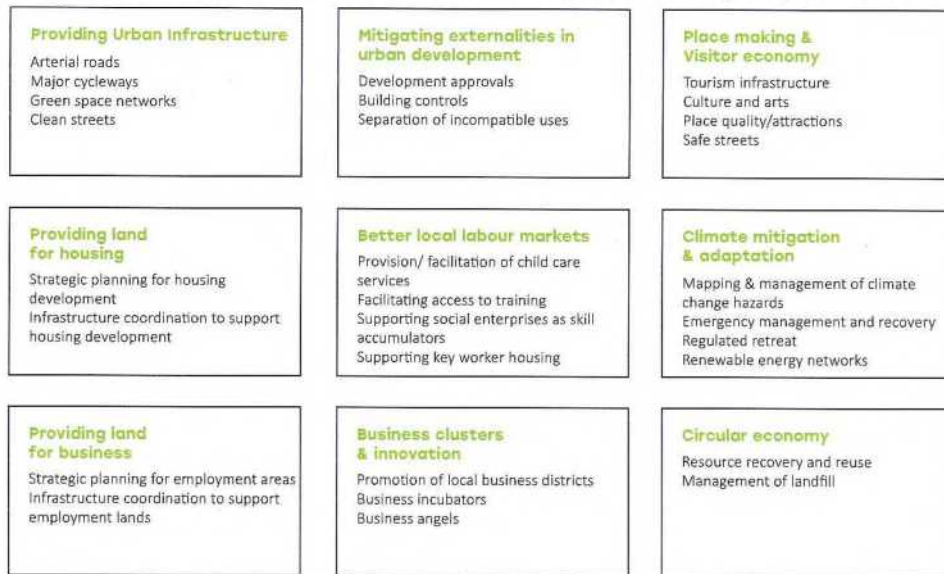 Providing Urban Infrastructure
Arterial roads
Major cycleways
Green space networks
Clean streets
Mitigating externalities in
urban development
Development approvals
Building controls
Separation of incompatible uses
Place making &
Visitor economy
Tourism infrastructure
Culture and arts
Place quality/attractions
Safe streets
Providing land
for housing
Strategic planning for housing
development
Infrastructure coordination to support
housing development
Better local labour markets
Provision/ facilitation of child care
services
Facilitating access to training
Supporting social enterprises as skill
accumulators
Supporting key worker housing
Climate mitigation
& adaptation
Mapping & management of climate
change hazards
Emergency management and recovery
Regulated retreat
Renewable energy networks
Providing land
for business
Strategic planning for employment areas
Infrastructure coordination to support
employment lands
Business clusters
& innovation
Promotion of local business districts
Business incubators
Business angels
Circular economy
Resource recovery and reuse
Management of landfill